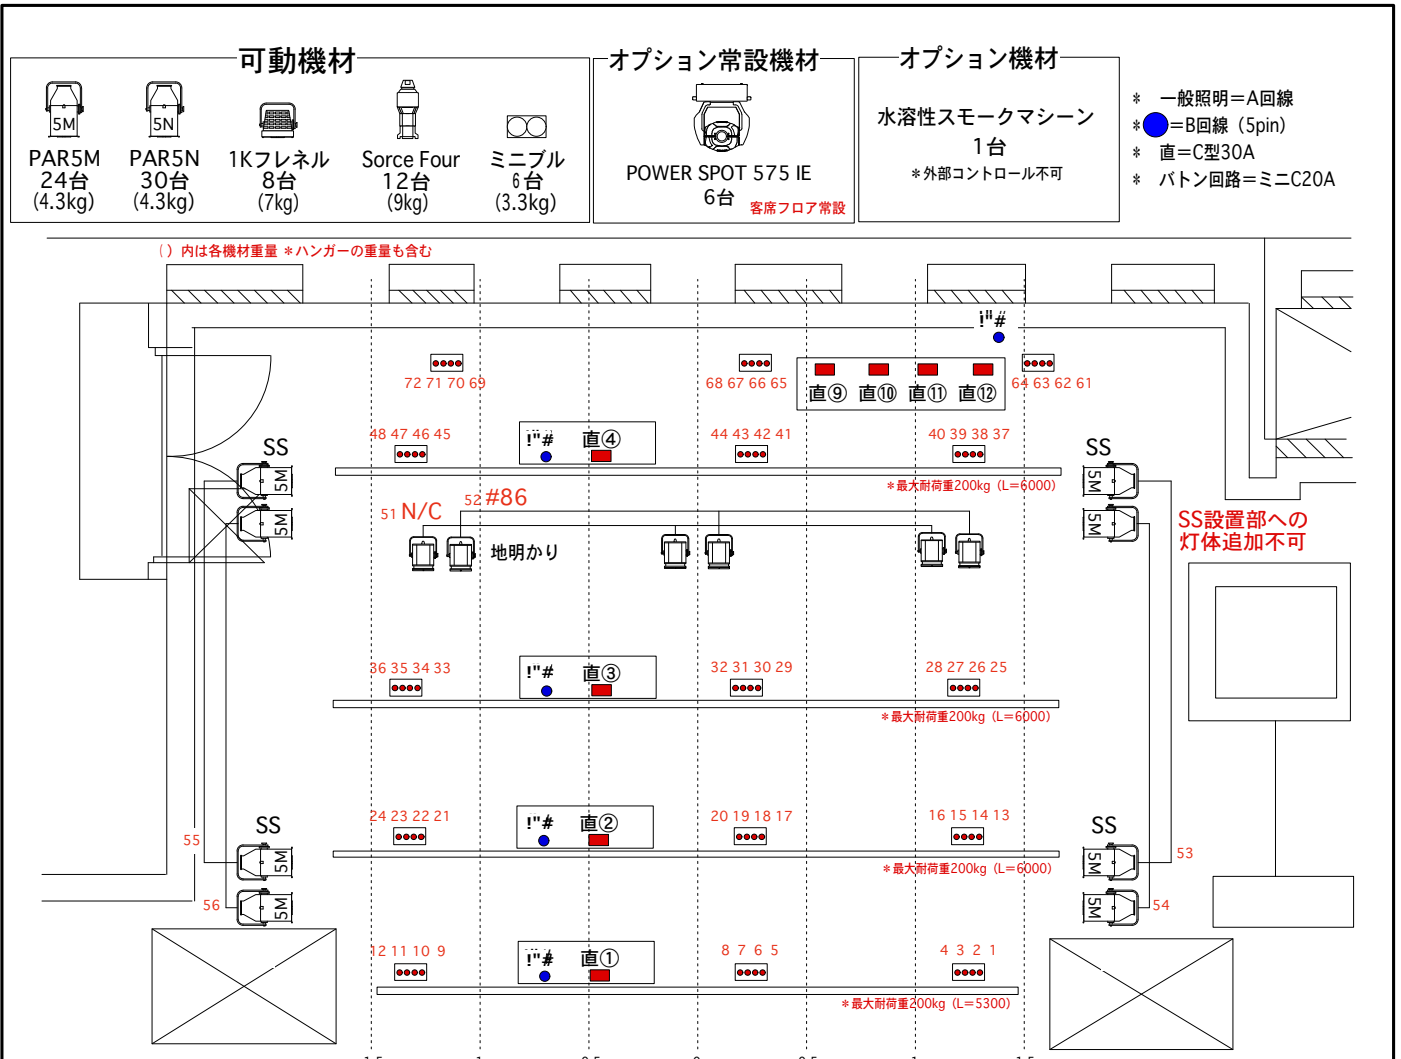 可動機材
オプション常設機材
オプション機材
5M
5N
PAR5M
24台
(4.3kg)
PAR5N
30台
(4.3kg)
1Kフレネル
8台
(7kg)
Sorce Four
12台
(9kg)
ミニブル
6台
(3.3kg)
POWER SPOT 575 IE
6台
客席フロア常設
水溶性スモークマシーン
1台
＊外部コントロール不可
＊ 一般照明＝A回線
＊ ＝B回線（5pin）
＊ 直＝C型30A
＊ バトン回路＝ミニC20A
( ）内は各機材重量 ＊ハンガーの重量も含む
!"#
72 71 70 69
68 67 66 65
直⑨ 直⑩ 直⑪ 直⑫
64 63 62 61
48 47 46 45
!"# 直④
44 43 42 41
40 39 38 37
＊最大耐荷重200kg（L＝6000）
SS
5M
5M
SS
5M
5M
51 N/C
52 #86
地明かり
SS設置部への
灯体追加不可
36 35 34 33
!"# 直③
32 31 30 29
28 27 26 25
＊最大耐荷重200kg（L＝6000）
24 23 22 21
!"# 直②
20 19 18 17
16 15 14 13
＊最大耐荷重200kg（L＝6000）
55
56
SS
5M
5M
SS
5M
5M
53
54
12 11 10 9
!"# 直①
8 7 6 5
4 3 2 1
＊最大耐荷重200kg（L＝5300）